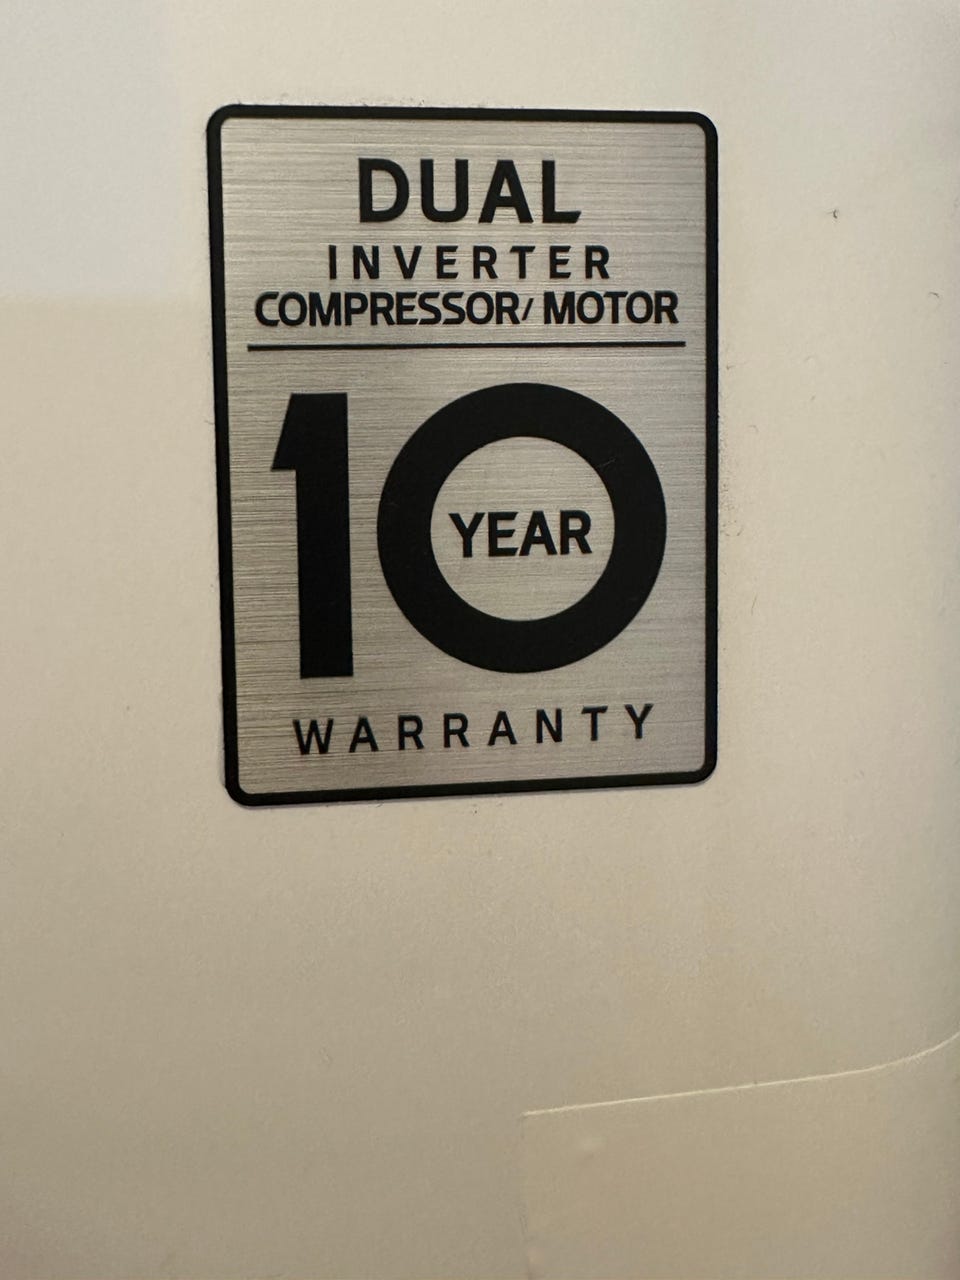 DUAL
INVERTER
COMPRESSOR/ MOTOR
10
YEAR
WARRANTY